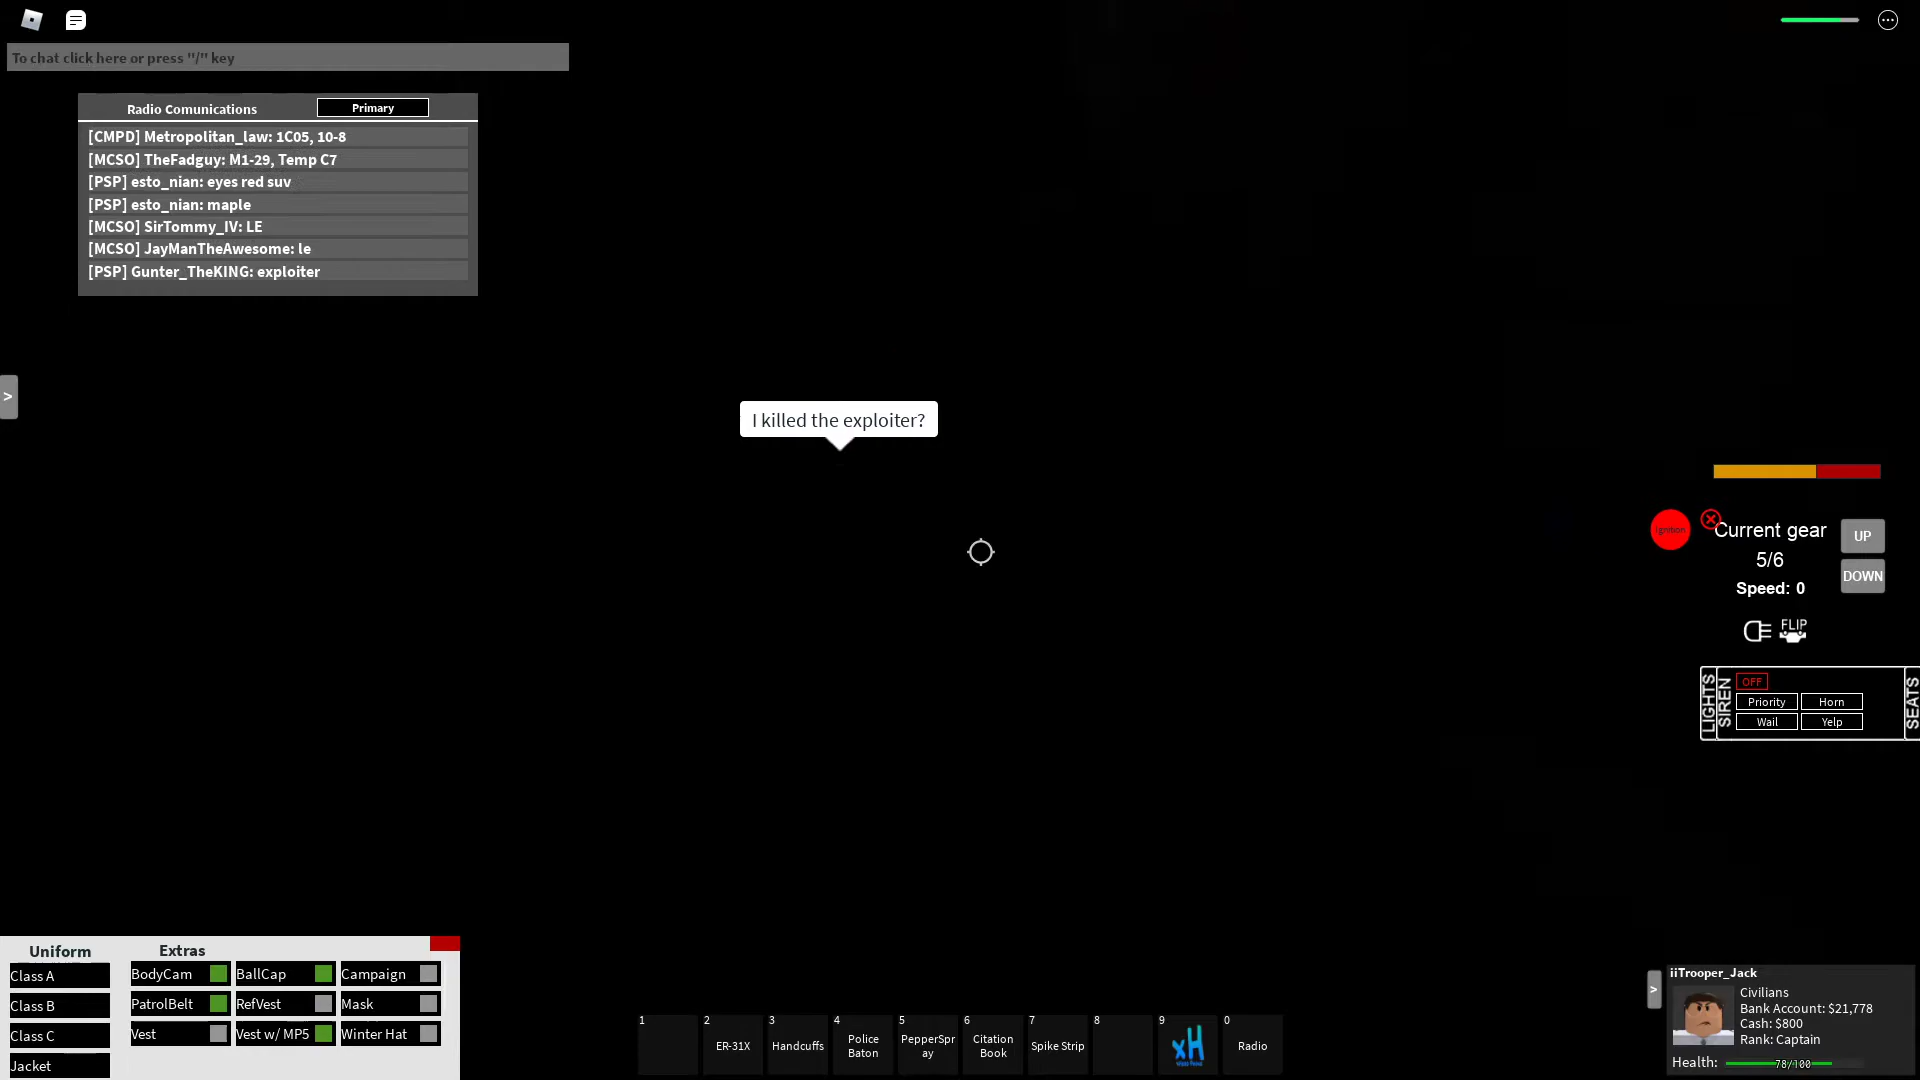 To chat click here or press "/" key
Radio Comunications
Primary
[CMPD] Metropolitan_law: 1C05, 10-8
[MCSO] TheFadguy: M1-29, Temp C7
[PSP] esto_nian: eyes red suv
[PSP] esto_nian: maple
[MCSO] SirTommy_IV: LE
[MCSO] JayManTheAwesome: le
[PSP] Gunter_TheKING: exploiter
>
I killed the exploiter?
Ignition
Current gear
5/6
Speed: 0
UP
DOWN
FLIP
LIGHTS
SIREN
OFF
Priority
Horn
Wail
Yelp
SEATS
Uniform
Class A
Class B
Class C
Jacket
Extras
BodyCam
BallCap
Campaign
PatrolBelt
RefVest
Mask
Vest
Vest w/ MP5
Winter Hat
1
2
ER-31X
3
Handcuffs
4
Police
Baton
5
PepperSpr
ay
6
Citation
Book
7
Spike Strip
8
9
xH
0
Radio
>
iiTrooper_Jack
Civilians
Bank Account: $21,778
Cash: $800
Rank: Captain
Health:
78/100